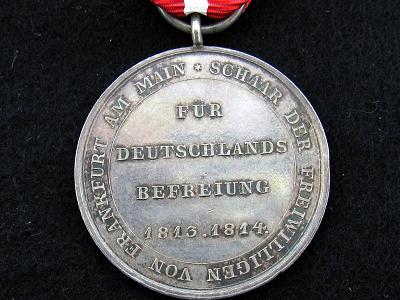 SCHAAR DER FREIWILLIGEN VON FRANKFURT AM MAIN *
FÜR
DEUTSCHLANDS
BEFREIUNG
1813.1814.